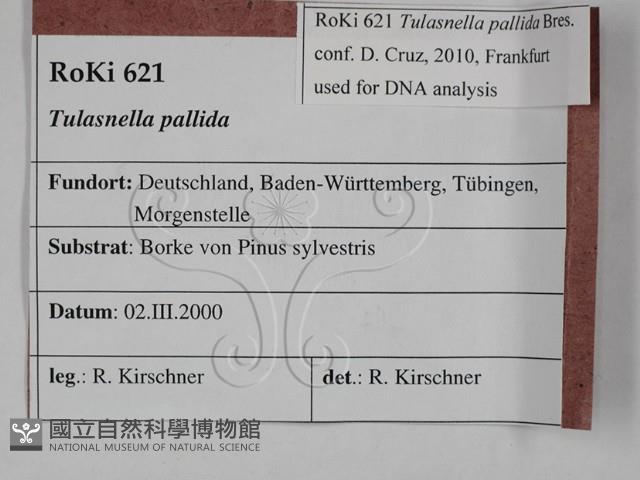 RoKi 621 Tulasnella pallida Bres.
conf. D. Cruz, 2010, Frankfurt
used for DNA analysis
RoKi 621
Tulasnella pallida
Fundort: Deutschland, Baden-Württemberg, Tübingen,
Morgenstelle
Substrat: Borke von Pinus sylvestris
Datum: 02.III.2000
leg.: R. Kirschner
det.: R. Kirschner
國立自然科學博物館
NATIONAL MUSEUM OF NATURAL SCIENCE